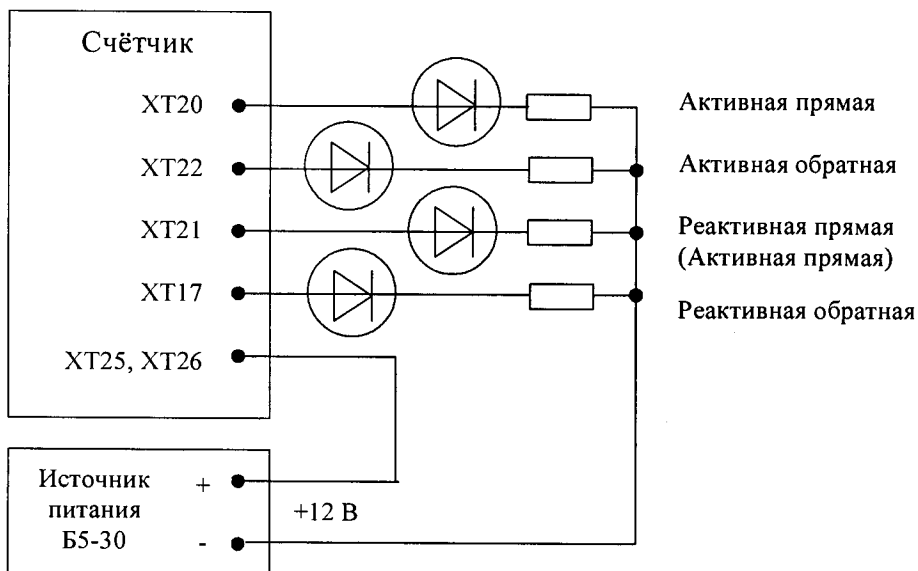 Счётчик
XT20
Активная прямая
XT22
Активная обратная
XT21
Реактивная прямая
(Активная прямая)
XT17
Реактивная обратная
XT25, XT26
Источник
питания
Б5-30
+
-
+12 В